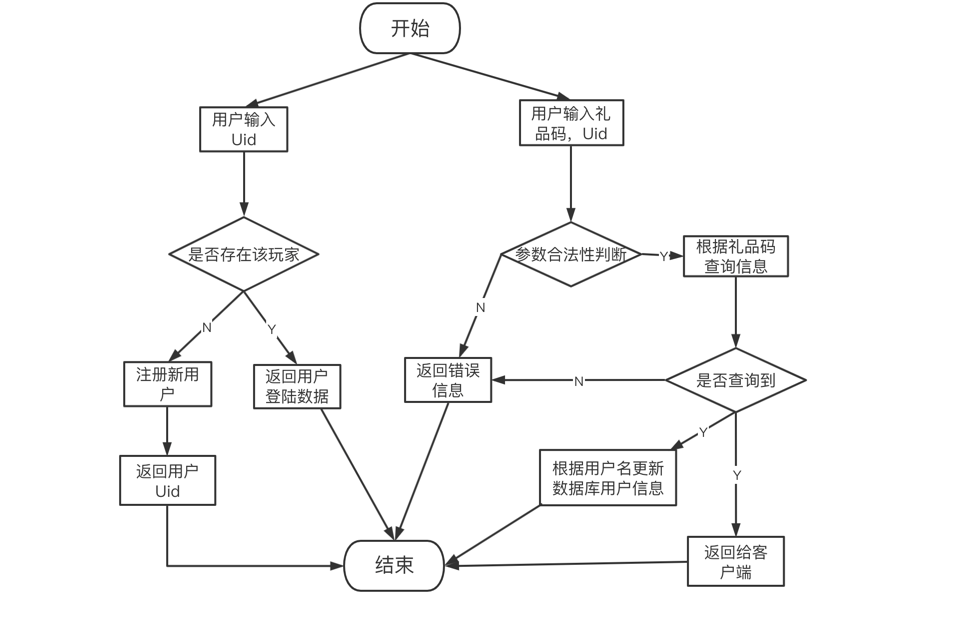 开始
用户输入
Uid
用户输入礼
品码，Uid
是否存在该玩家
参数合法性判断
Y
根据礼品码
查询信息
N
N
Y
注册新用
户
返回用户
登陆数据
返回错误
信息
N
是否查询到
Y
Y
返回用户
Uid
根据用户名更新
数据库用户信息
结束
返回给客
户端